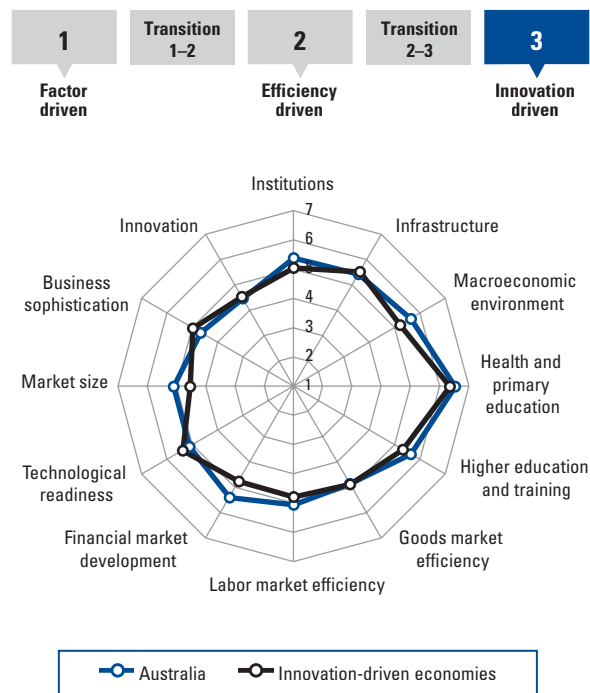 1
Transition
1–2
2
Transition
2–3
3
Factor
driven
Efficiency
driven
Innovation
driven
Institutions
Infrastructure
Macroeconomic
environment
Health and
primary
education
Higher education
and training
Goods market
efficiency
Labor market efficiency
Financial market
development
Technological
readiness
Market size
Business
sophistication
Innovation
7
6
5
4
3
2
1
Australia
Innovation-driven economies